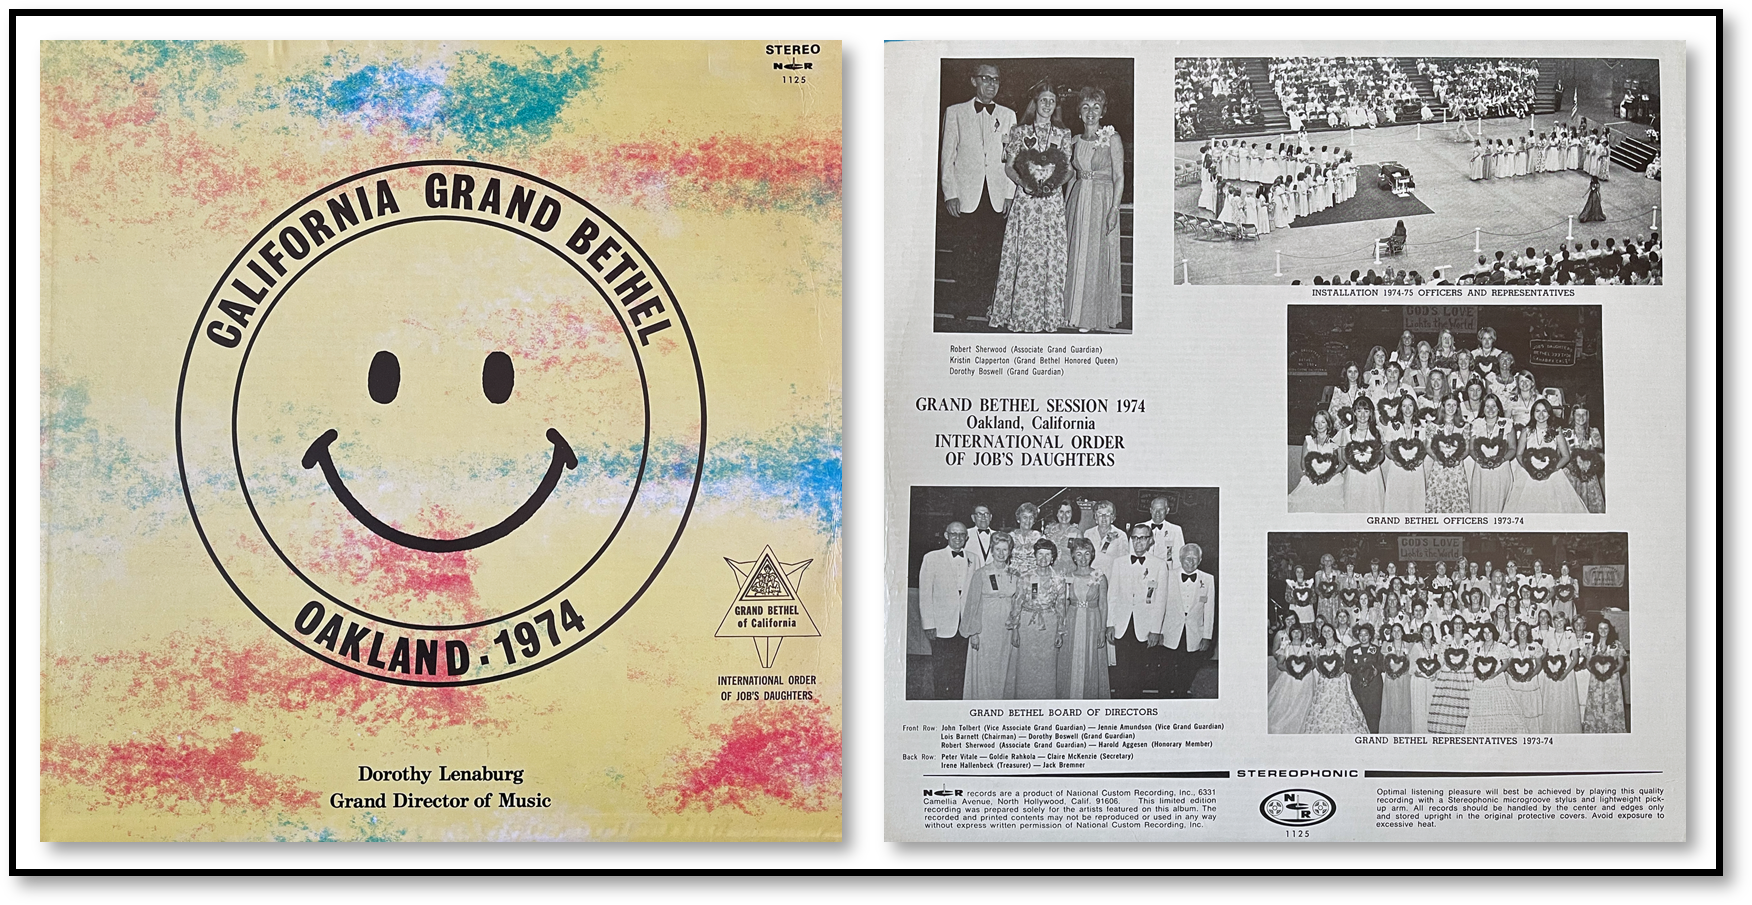 STEREO
NCR
1125
CALIFORNIA GRAND BETHEL
OAKLAND · 1974
GRAND BETHEL
of California
INTERNATIONAL ORDER
OF JOB'S DAUGHTERS
Dorothy Lenaburg
Grand Director of Music
INSTALLATION 1974-75 OFFICERS AND REPRESENTATIVES
Robert Sherwood (Associate Grand Guardian)
Kristin Clapperton (Grand Bethel Honored Queen)
Dorothy Boswell (Grand Guardian)
GRAND BETHEL SESSION 1974
Oakland, California
INTERNATIONAL ORDER
OF JOB'S DAUGHTERS
GOD'S LOVE
Lights the World
GRAND BETHEL OFFICERS 1973-74
GRAND BETHEL BOARD OF DIRECTORS
Front Row: John Tolbert (Vice Associate Grand Guardian) — Jennie Amundson (Vice Grand Guardian)
Lois Barnett (Chairman) — Dorothy Boswell (Grand Guardian)
Robert Sherwood (Associate Grand Guardian) — Harold Aggesen (Honorary Member)
Back Row: Peter Vitale — Goldie Rahkola — Claire McKenzie (Secretary)
Irene Hallenbeck (Treasurer) — Jack Bremner
GOD'S LOVE
Lights the World
GRAND BETHEL REPRESENTATIVES 1973-74
STEREOPHONIC
NCR records are a product of National Custom Recording, Inc., 6331
Camellia Avenue, North Hollywood, Calif. 91606. This limited edition
recording was prepared solely for the artists featured on this album. The
recorded and printed contents may not be reproduced or used in any way
without express written permission of National Custom Recording, Inc.
NCR
1125
Optimal listening pleasure will best be achieved by playing this quality
recording with a Stereophonic microgroove stylus and lightweight pick-
up arm. All records should be handled by the center and edges only
and stored upright in the original protective covers. Avoid exposure to
excessive heat.